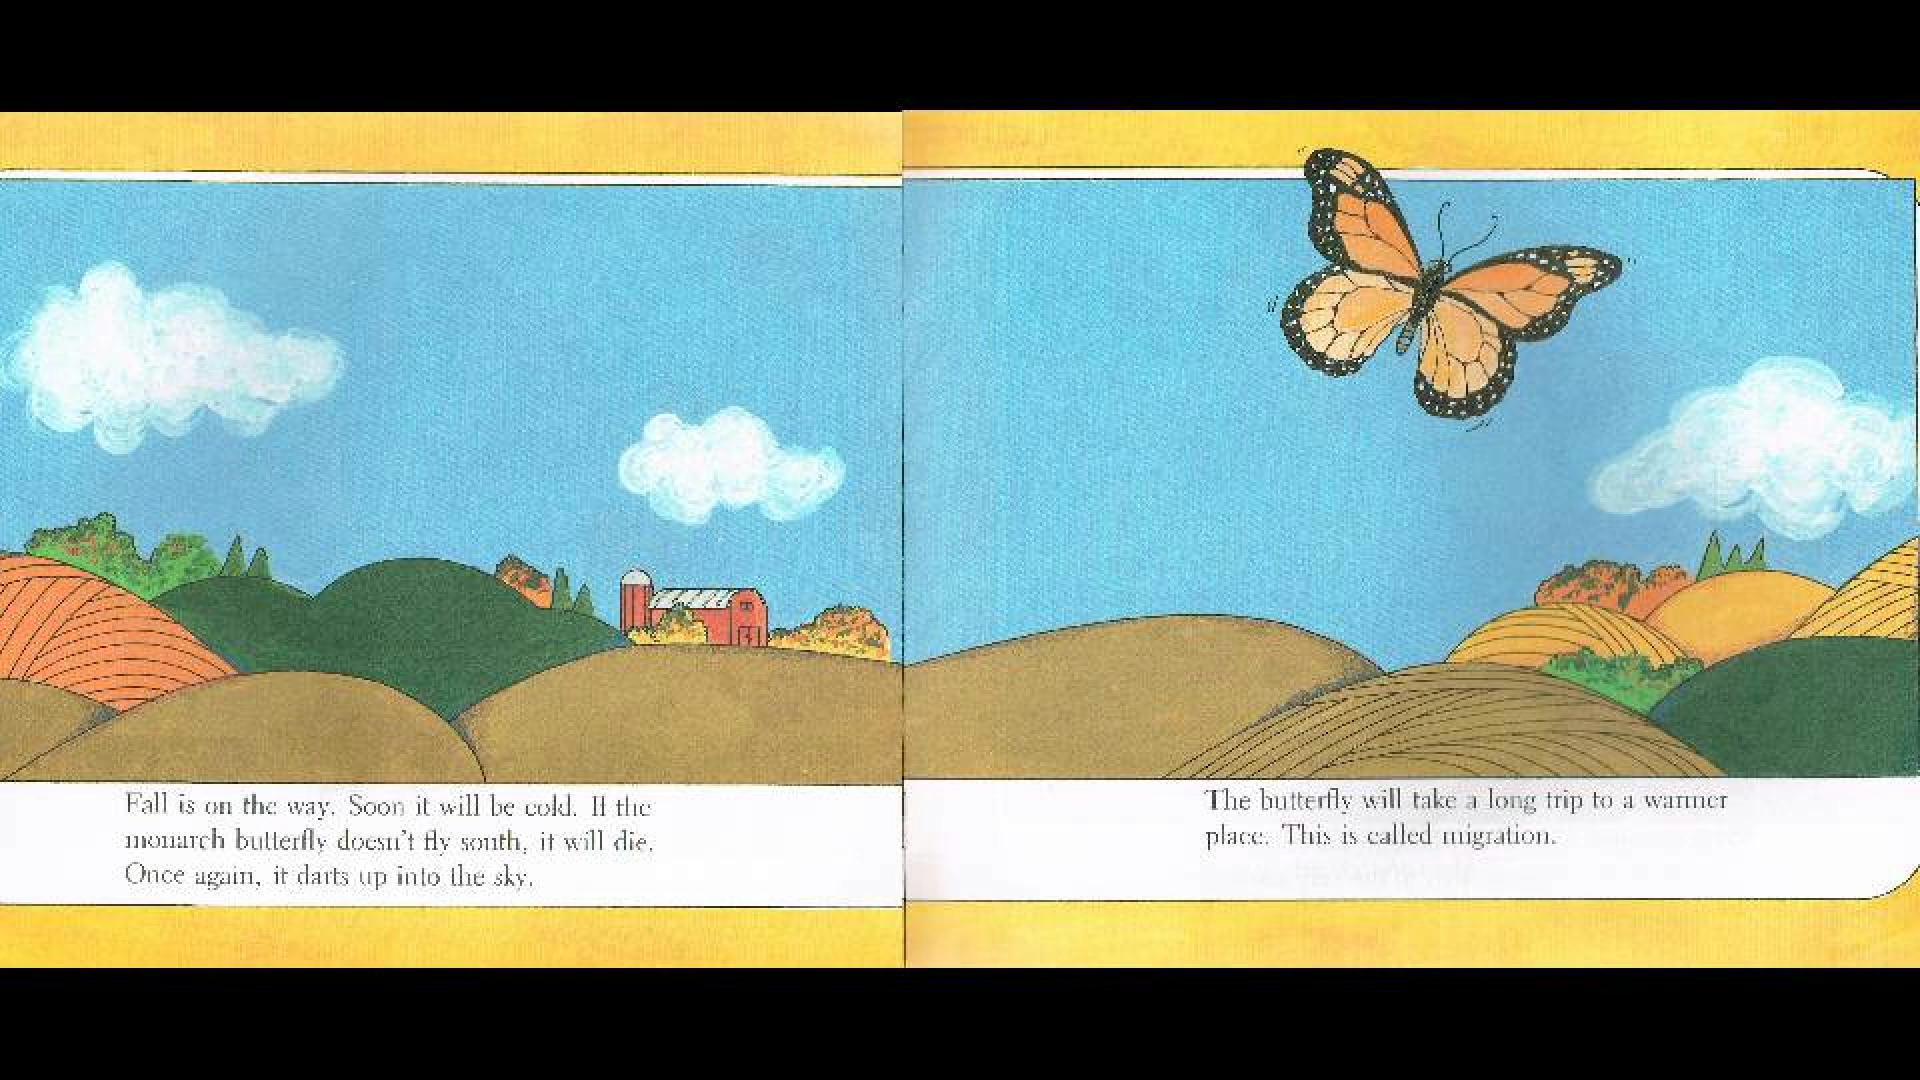 Fall is on the way. Soon it will be cold. If the
monarch butterfly doesn't fly south, it will die.
Once again, it darts up into the sky.
The butterfly will take a long trip to a warmer
place. This is called migration.